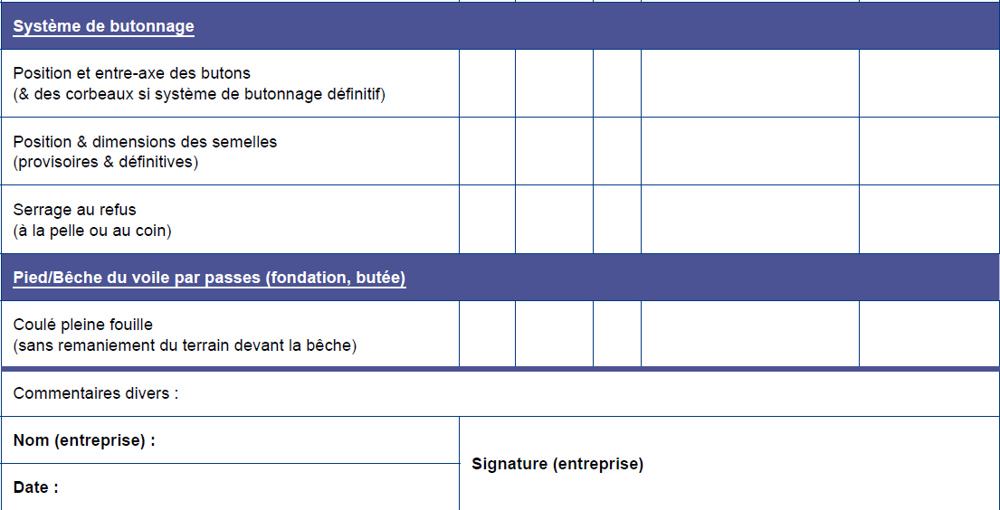 Système de butonnage
Position et entre-axe des butons
(& des corbeaux si système de butonnage définitif)
Position & dimensions des semelles
(provisoires & définitives)
Serrage au refus
(à la pelle ou au coin)
Pied/Bêche du voile par passes (fondation, butée)
Coulé pleine fouille
(sans remaniement du terrain devant la bêche)
Commentaires divers :
Nom (entreprise) :
Signature (entreprise)
Date :